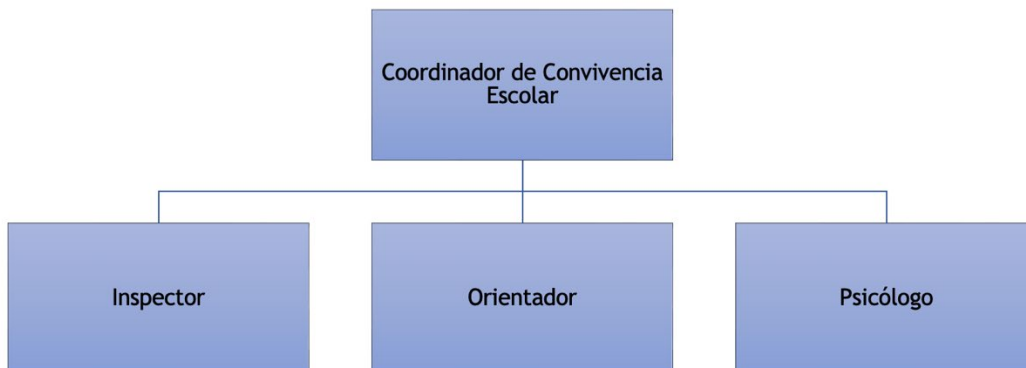 Coordinador de Convivencia
Escolar
Inspector
Orientador
Psicólogo